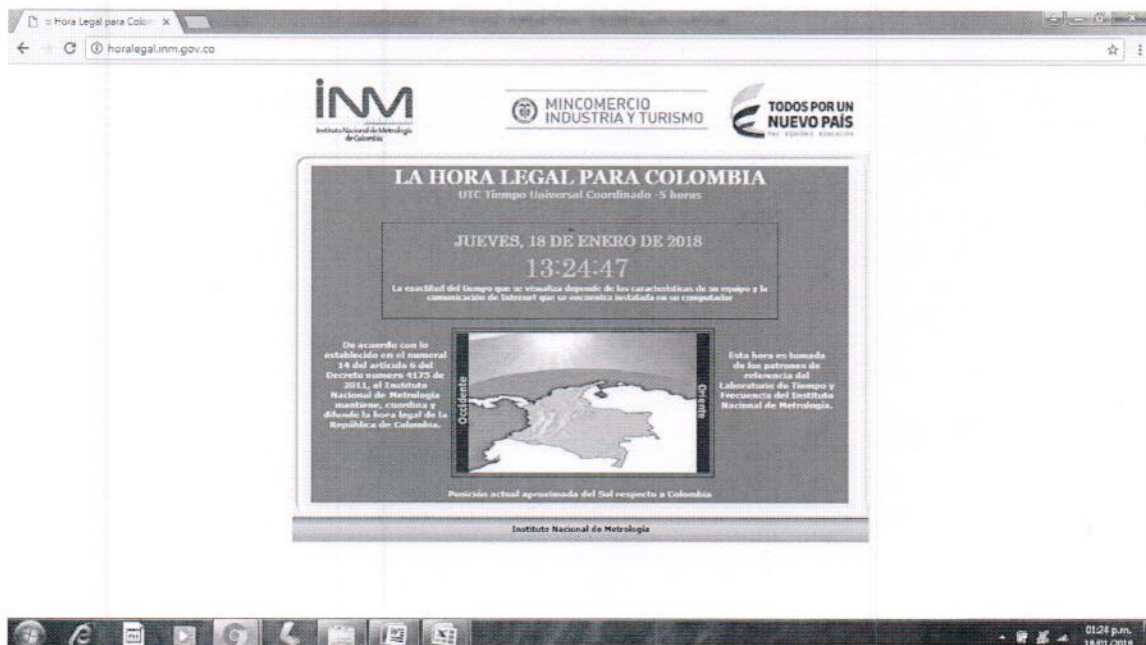 :: Hora Legal para Colom
horalegal.inm.gov.co
inm
Instituto Nacional de Metrología
de Colombia
MINCOMERCIO
INDUSTRIA Y TURISMO
TODOS POR UN
NUEVO PAÍS
PAZ EQUIDAD EDUCACIÓN
LA HORA LEGAL PARA COLOMBIA
UTC Tiempo Universal Coordinado -5 horas
JUEVES, 18 DE ENERO DE 2018
13:24:47
La exactitud del tiempo que se visualiza depende de las características de su equipo y la
comunicación de Internet que se encuentra instalada en su computador
De acuerdo con lo
establecido en el numeral
14 del artículo 6 del
Decreto numero 4175 de
2011, el Instituto
Nacional de Metrología
mantiene, coordina y
difunde la hora legal de la
República de Colombia.
Occidente
Oriente
Esta hora es tomada
de los patrones de
referencia del
Laboratorio de Tiempo y
Frecuencia del Instituto
Nacional de Metrología.
Posición actual aproximada del Sol respecto a Colombia
Instituto Nacional de Metrología
01:24 p.m.
18/01/2018